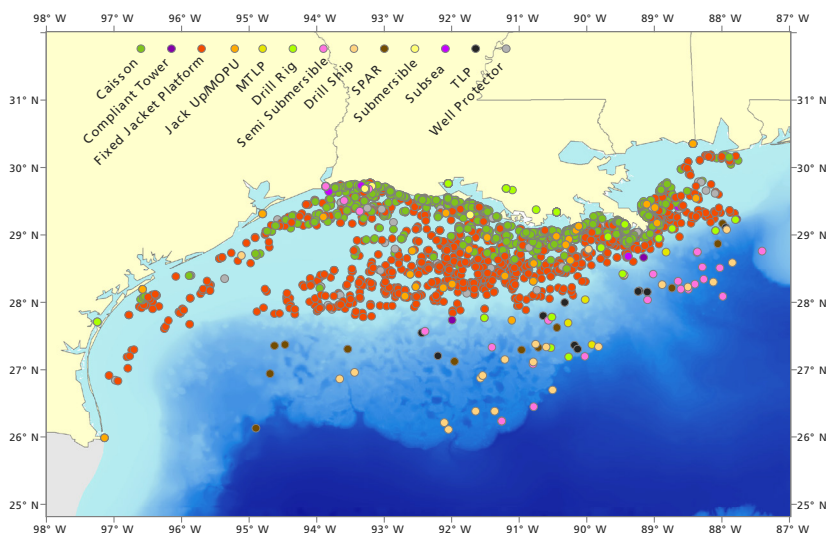 98° W 97° W 96° W 95° W 94° W 93° W 92° W 91° W 90° W 89° W 88° W 87° W
Caisson
Compliant Tower
Fixed Jacket Platform
Jack Up/MOPU
MTLP
Drill Rig
Semi Submersible
Drill Ship
SPAR
Submersible
Subsea
TLP
Well Protector
31° N 31° N
30° N 30° N
29° N 29° N
28° N 28° N
27° N 27° N
26° N 26° N
25° N 25° N
98° W 97° W 96° W 95° W 94° W 93° W 92° W 91° W 90° W 89° W 88° W 87° W